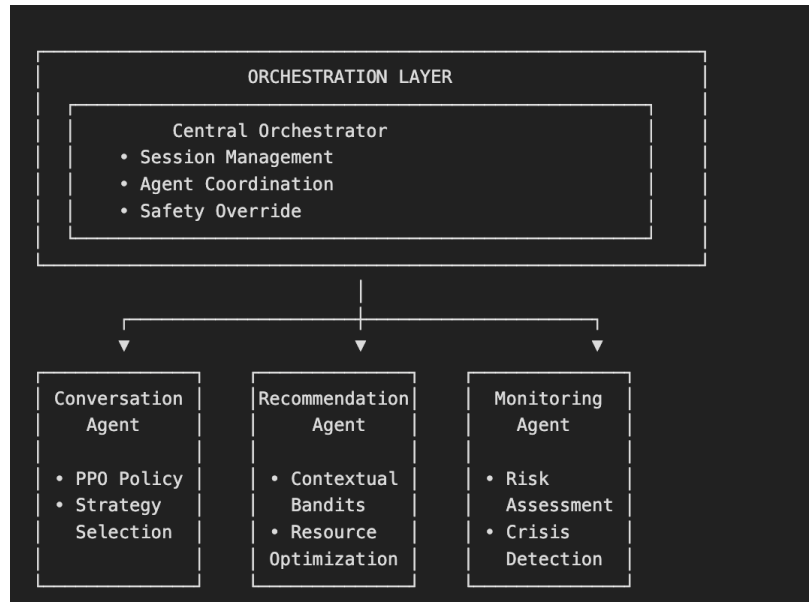 ORCHESTRATION LAYER
Central Orchestrator
• Session Management
• Agent Coordination
• Safety Override
Conversation
Agent
• PPO Policy
• Strategy
Selection
Recommendation
Agent
• Contextual
Bandits
• Resource
Optimization
Monitoring
Agent
• Risk
Assessment
• Crisis
Detection